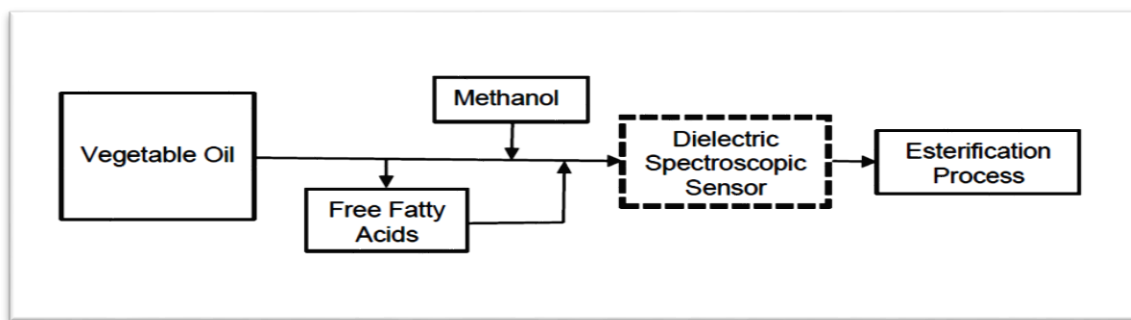 Methanol
Vegetable Oil
Dielectric
Spectroscopic
Sensor
Esterification
Process
Free Fatty
Acids